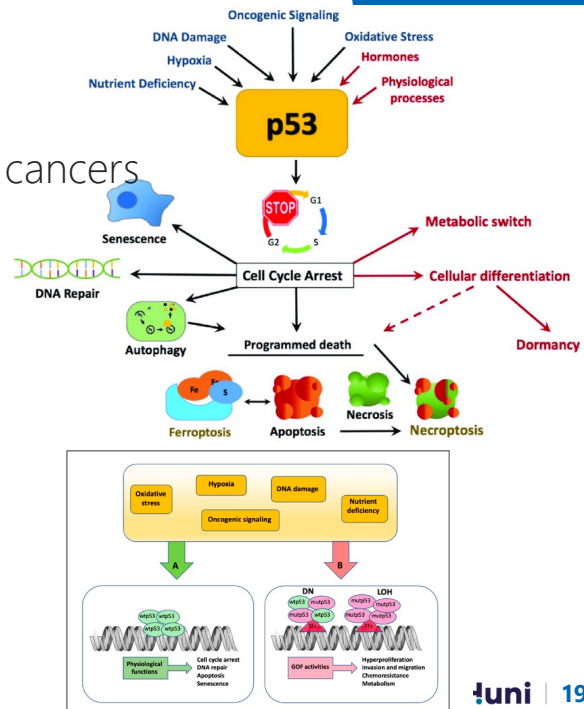 Oncogenic Signaling
DNA Damage
Oxidative Stress
Hypoxia
Hormones
Nutrient Deficiency
Physiological
processes
p53
cancers
STOP
G1
S
G2
Senescence
Metabolic switch
Cell Cycle Arrest
Cellular differentiation
DNA Repair
Autophagy
Programmed death
Dormancy
Fe
Fe
S
Necrosis
Ferroptosis
Apoptosis
Necroptosis
Oxidative
stress
Hypoxia
DNA damage
Nutrient
deficiency
Oncogenic signaling
A
B
wtp53 wtp53
wtp53 wtp53
Physiological
functions
Cell cycle arrest
DNA repair
Apoptosis
Senescence
DN
LOH
wtp53 mutp53
mutp53 wtp53
mutp53 mutp53
mutp53 mutp53
GOF activities
Hyperproliferation
Invasion and migration
Chemoresistance
Metabolism
uni | 19